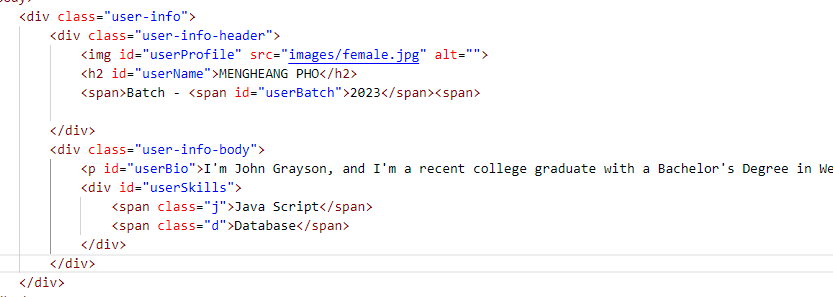 <div class="user-info">
<div class="user-info-header">
<img id="userProfile" src="images/female.jpg" alt="">
<h2 id="userName">MENGHEANG PHO</h2>
<span>Batch - <span id="userBatch">2023</span><span>
</div>
<div class="user-info-body">
<p id="userBio">I'm John Grayson, and I'm a recent college graduate with a Bachelor's Degree in We
<div id="userSkills">
<span class="j">Java Script</span>
<span class="d">Database</span>
</div>
</div>
</div>